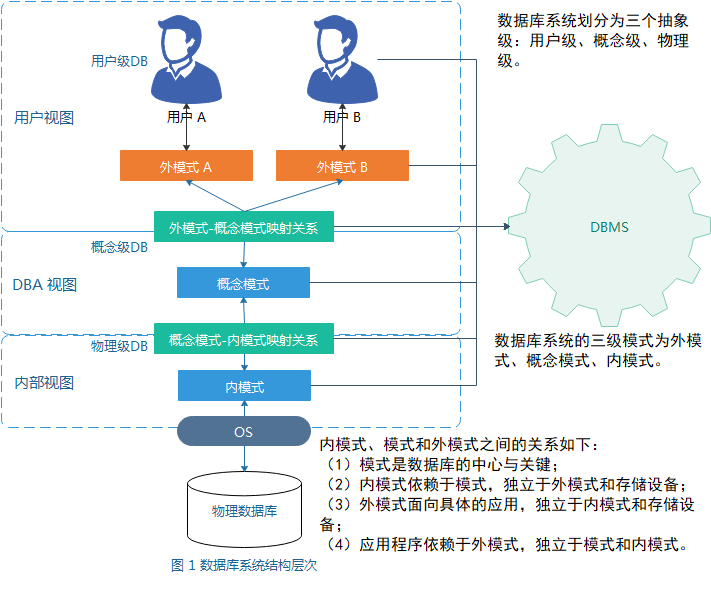 数据库系统划分为三个抽象
级：用户级、概念级、物理
级。
用户级DB
用户视图
用户 A
用户 B
外模式 A
外模式 B
外模式-概念模式映射关系
DBMS
概念级DB
DBA 视图
概念模式
概念模式-内模式映射关系
物理级DB
数据库系统的三级模式为外模
式、概念模式、内模式。
内部视图
内模式
OS
物理数据库
内模式、模式和外模式之间的关系如下：
（1）模式是数据库的中心与关键；
（2）内模式依赖于模式，独立于外模式和存储设备；
（3）外模式面向具体的应用，独立于内模式和存储设
备；
（4）应用程序依赖于外模式，独立于模式和内模式。
图 1 数据库系统结构层次